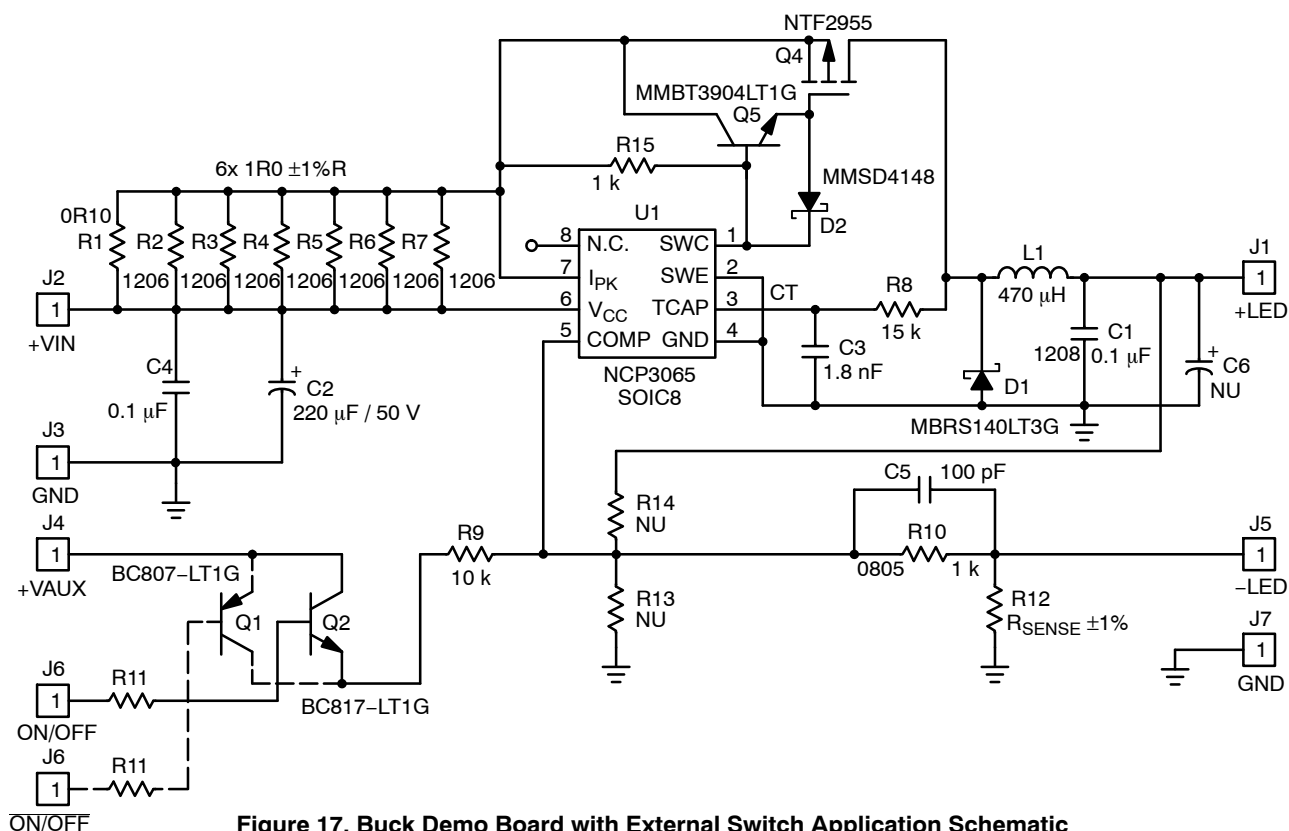 NTF2955
Q4
MMBT3904LT1G
Q5
R15
1 k
6x 1R0 ±1%R
MMSD4148
D2
0R10
R1 R2 R3 R4 R5 R6 R7
1206 1206 1206 1206 1206 1206
U1
8 N.C. SWC 1
7 IPK SWE 2
6 VCC TCAP 3
5 COMP GND 4
NCP3065
SOIC8
CT
R8
15 k
C3
1.8 nF
L1
470 µH
J1
1
+LED
J2
1
+VIN
C4
0.1 µF
+
C2
220 µF / 50 V
D1
MBRS140LT3G
C1
1208 0.1 µF
+
C6
NU
J3
1
GND
C5 100 pF
R14
NU
R10
0805 1 k
R9
10 k
R13
NU
R12
RSENSE ±1%
J5
1
−LED
J7
1
GND
J4
1
+VAUX
BC807−LT1G
Q1 Q2
BC817−LT1G
J6
1
ON/OFF
R11
J6
1
ON/OFF
R11
Figure 17. Buck Demo Board with External Switch Application Schematic